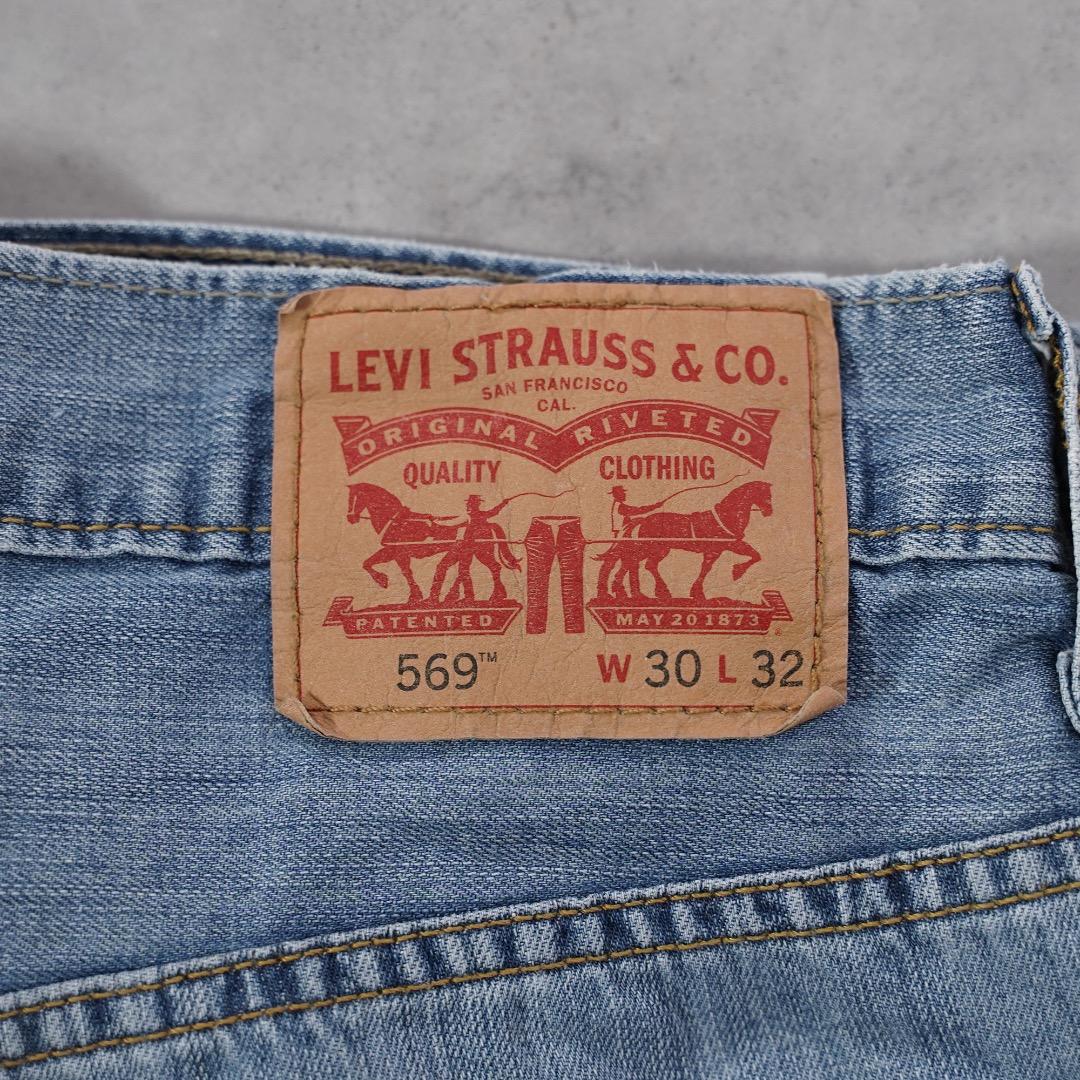 LEVI STRAUSS & CO.
SAN FRANCISCO
CAL.
ORIGINAL RIVETED
QUALITY CLOTHING
PATENTED MAY 20 1873 ®
569™ W 30 L 32